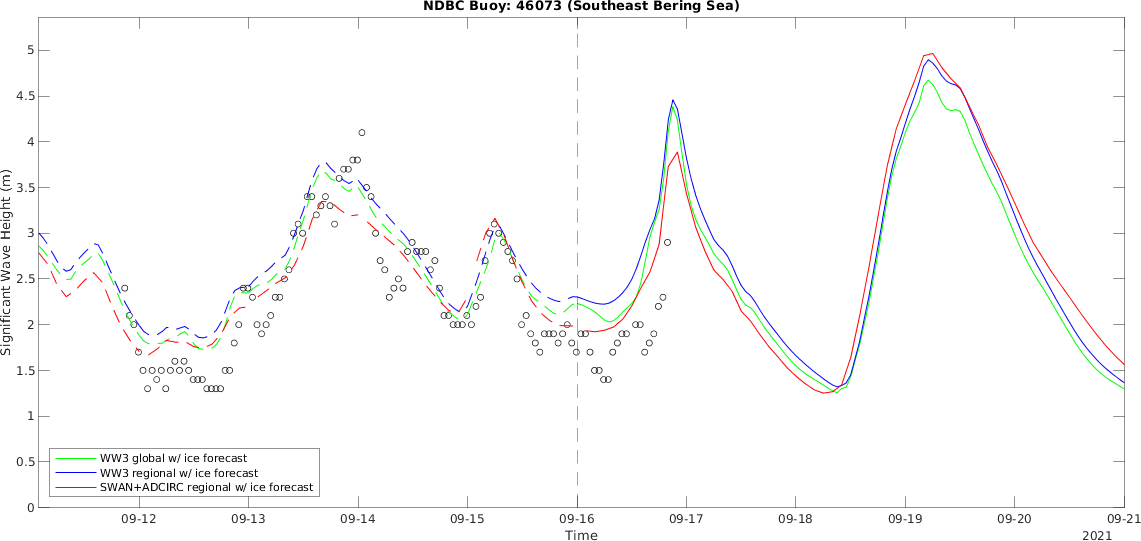 NDBC Buoy: 46073 (Southeast Bering Sea)
Significant Wave Height (m)
5
4.5
4
3.5
3
2.5
2
1.5
1
0.5
0
WW3 global w/ ice forecast
WW3 regional w/ ice forecast
SWAN+ADCIRC regional w/ ice forecast
09-12 09-13 09-14 09-15 09-16 09-17 09-18 09-19 09-20 09-21
Time
2021